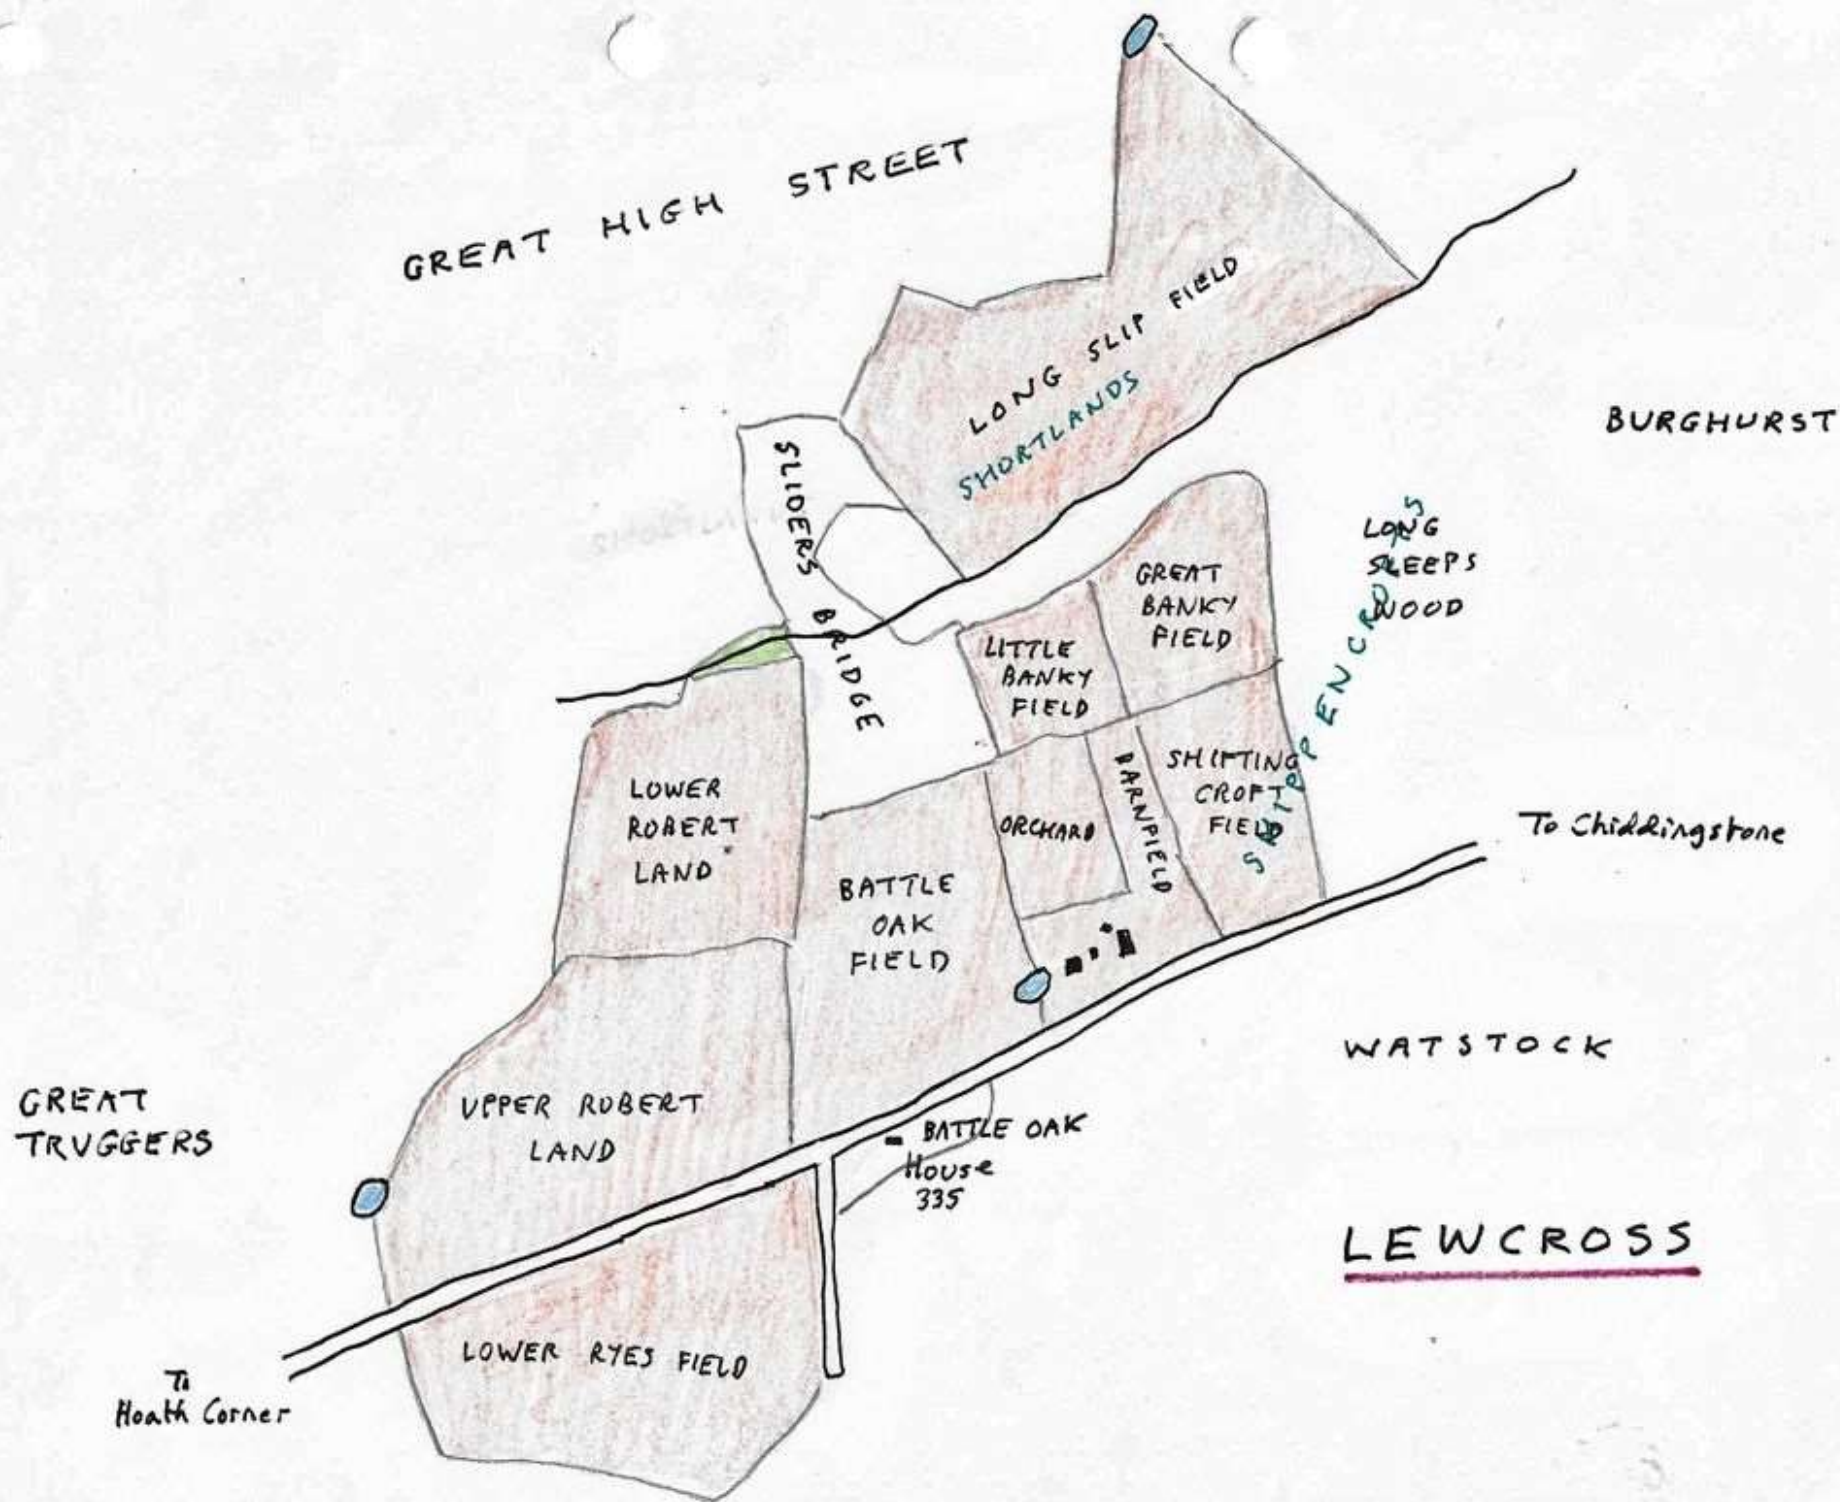 GREAT HIGH STREET
LONG SLIP FIELD
SHORTLANDS
BURGHURST
SLIDERS BRIDGE
LONG
SLEEPS
WOOD
GREAT
BANKY
FIELD
LITTLE
BANKY
FIELD
SHIPPENCROFTS
LOWER
ROBERT
LAND
ORCHARD
BARNFIELD
SHIFTING
CROFT
FIELD
To Chiddingstone
BATTLE
OAK
FIELD
WATSTOCK
GREAT
TRUGGERS
UPPER ROBERT
LAND
BATTLE OAK
House
335
LEWCROSS
LOWER RYES FIELD
To
Hoath Corner